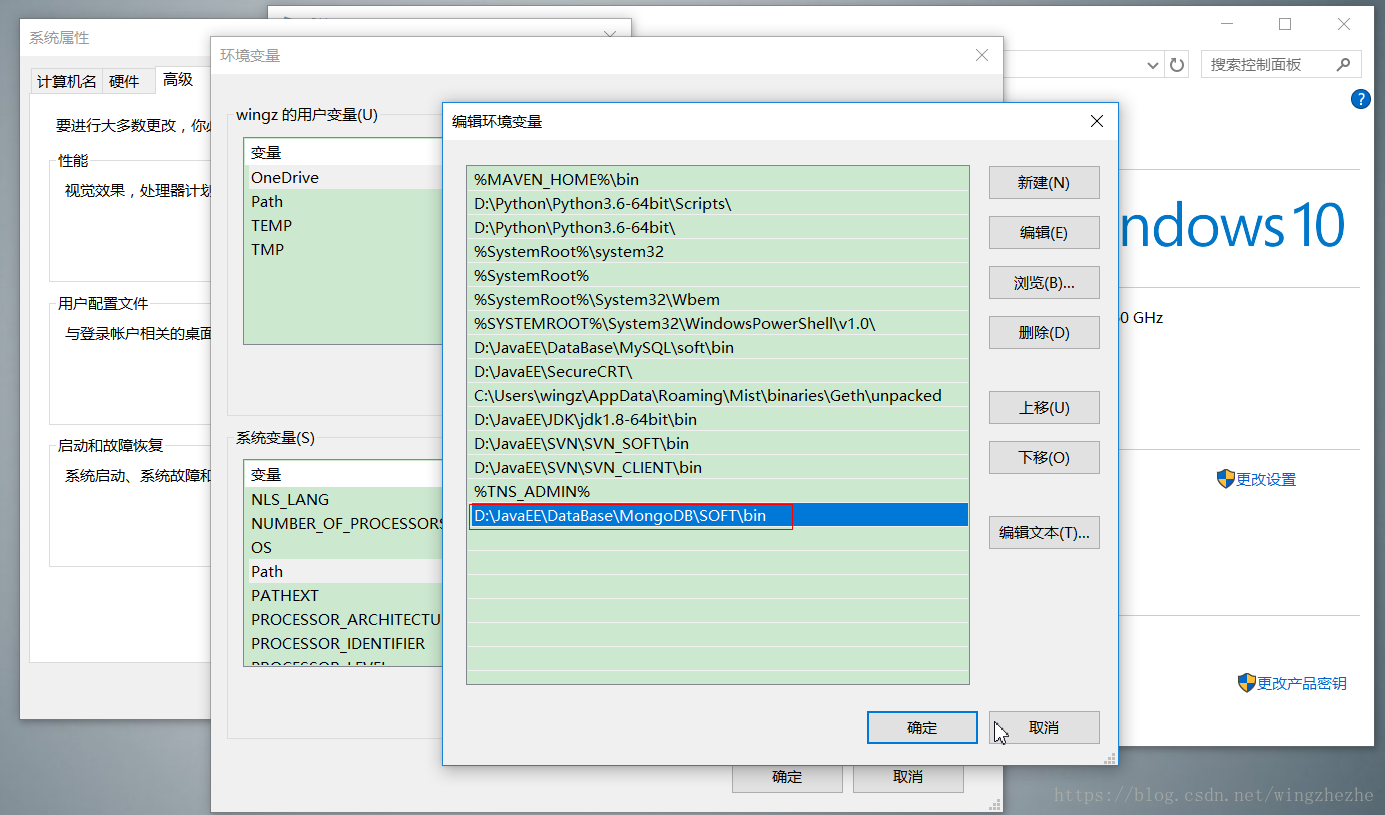 系统属性
计算机名
硬件
高级
要进行大多数更改，你
性能
视觉效果，处理器计划
用户配置文件
与登录帐户相关的桌面
启动和故障恢复
系统启动、系统故障和
环境变量
wingz 的用户变量(U)
变量
OneDrive
Path
TEMP
TMP
系统变量(S)
变量
NLS_LANG
NUMBER_OF_PROCESSORS
OS
Path
PATHEXT
PROCESSOR_ARCHITECTU
PROCESSOR_IDENTIFIER
PROCESSOR_LEVEL
确定
取消
编辑环境变量
%MAVEN_HOME%\bin
D:\Python\Python3.6-64bit\Scripts\
D:\Python\Python3.6-64bit\
%SystemRoot%\system32
%SystemRoot%
%SystemRoot%\System32\Wbem
%SYSTEMROOT%\System32\WindowsPowerShell\v1.0\
D:\JavaEE\DataBase\MySQL\soft\bin
D:\JavaEE\SecureCRT\
C:\Users\wingz\AppData\Roaming\Mist\binaries\Geth\unpacked
D:\JavaEE\JDK\jdk1.8-64bit\bin
D:\JavaEE\SVN\SVN_SOFT\bin
D:\JavaEE\SVN\SVN_CLIENT\bin
%TNS_ADMIN%
D:\JavaEE\DataBase\MongoDB\SOFT\bin
新建(N)
编辑(E)
浏览(B)...
删除(D)
上移(U)
下移(O)
编辑文本(T)...
确定
取消
搜索控制面板
?
ndows 10
0 GHz
更改设置
更改产品密钥
https://blog.csdn.net/wingzhezhe